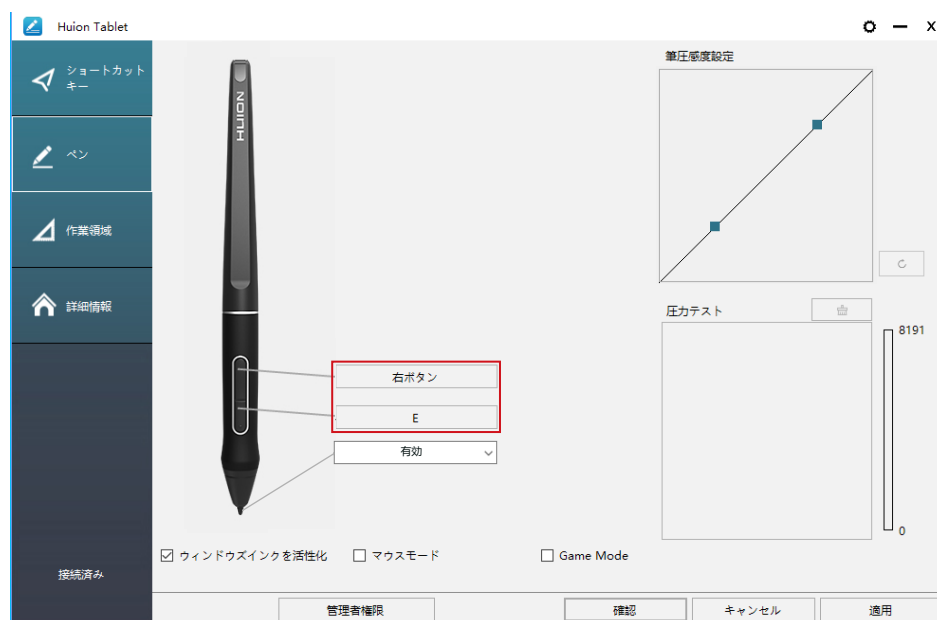 Huion Tablet
ショートカット
キー
ペン
作業領域
詳細情報
接続済み
HUION
右ボタン
E
有効
筆圧感度設定
圧力テスト
8191
0
ウィンドウズインクを活性化
マウスモード
Game Mode
管理者権限
確認
キャンセル
適用